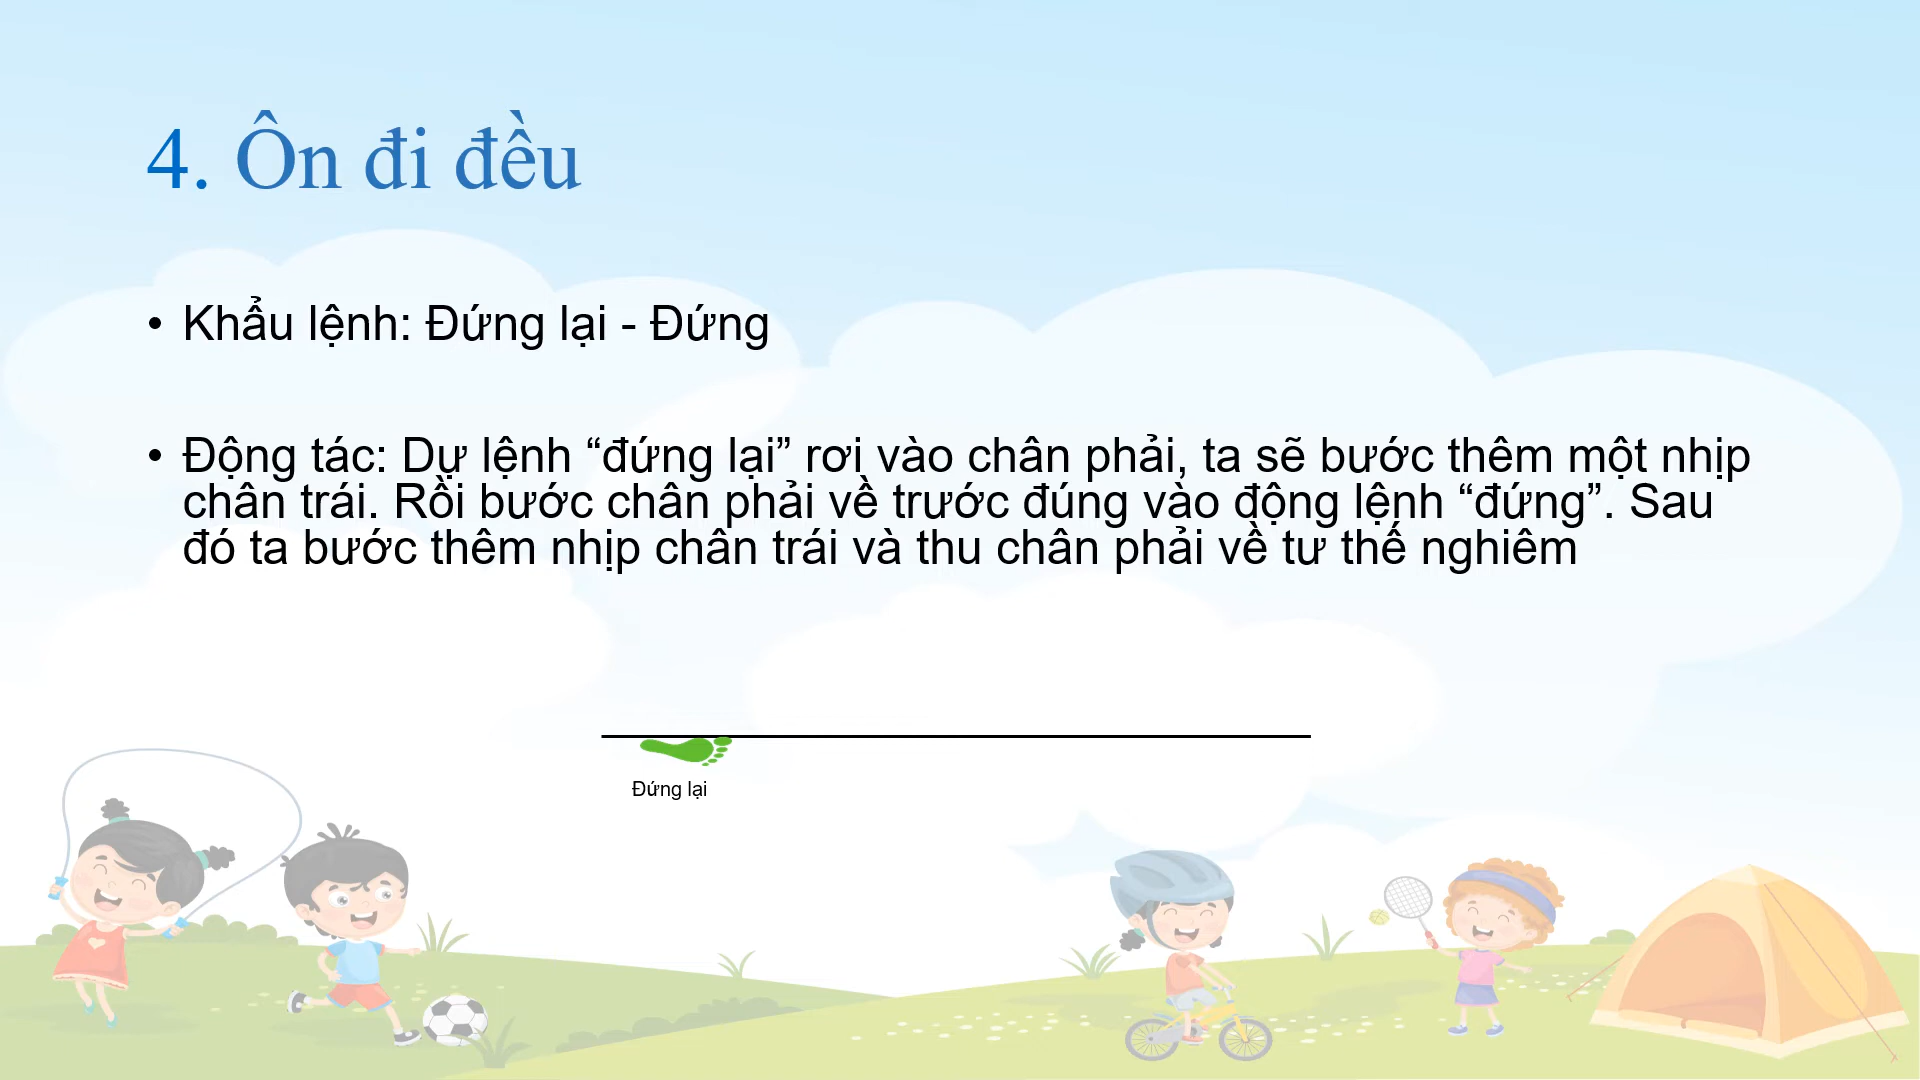 4. Ôn đi đều
• Khẩu lệnh: Đứng lại - Đứng
• Động tác: Dự lệnh “đứng lại” rơi vào chân phải, ta sẽ bước thêm một nhịp
chân trái. Rồi bước chân phải về trước đúng vào động lệnh “đứng”. Sau
đó ta bước thêm nhịp chân trái và thu chân phải về tư thế nghiêm
Đứng lại